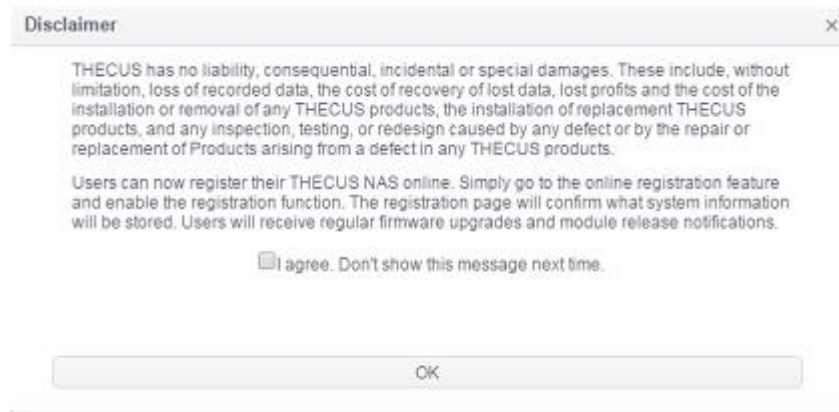 Disclaimer
THECUS has no liability, consequential, incidental or special damages. These include, without
limitation, loss of recorded data, the cost of recovery of lost data, lost profits and the cost of the
installation or removal of any THECUS products, the installation of replacement THECUS
products, and any inspection, testing, or redesign caused by any defect or by the repair or
replacement of Products arising from a defect in any THECUS products.
Users can now register their THECUS NAS online. Simply go to the online registration feature
and enable the registration function. The registration page will confirm what system information
will be stored. Users will receive regular firmware upgrades and module release notifications.
I agree. Don't show this message next time.
OK